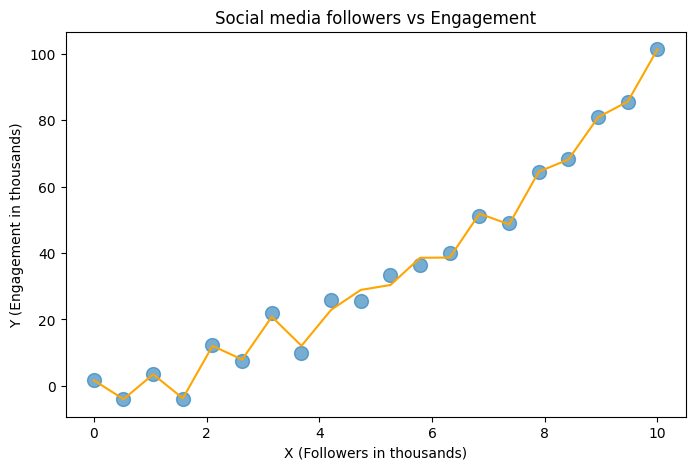 Social media followers vs Engagement
Y (Engagement in thousands)
100
80
60
40
20
0
0 2 4 6 8 10
X (Followers in thousands)